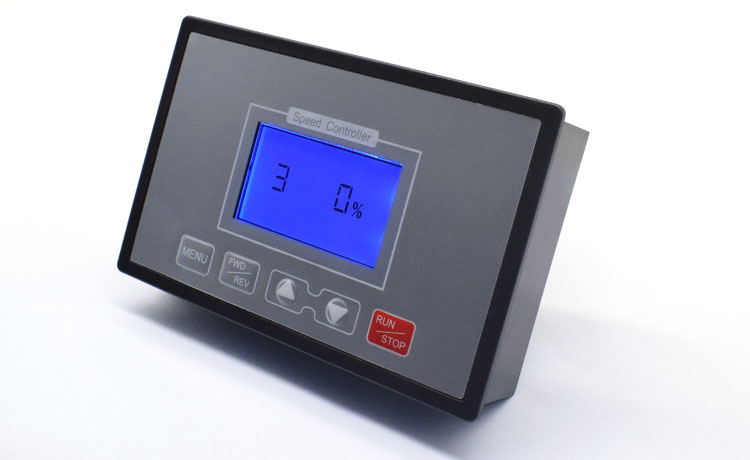 Speed Controller
3 0%
MENU
FWD
REV
RUN
STOP